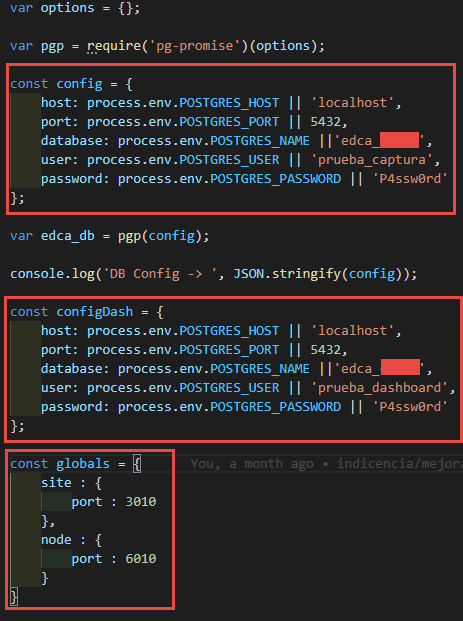 var options = {};
var pgp = require('pg-promise')(options);
const config = {
host: process.env.POSTGRES_HOST || 'localhost',
port: process.env.POSTGRES_PORT || 5432,
database: process.env.POSTGRES_NAME ||'edca_',
user: process.env.POSTGRES_USER || 'prueba_captura',
password: process.env.POSTGRES_PASSWORD || 'P4ssw0rd'
};
var edca_db = pgp(config);
console.log('DB Config -> ', JSON.stringify(config));
const configDash = {
host: process.env.POSTGRES_HOST || 'localhost',
port: process.env.POSTGRES_PORT || 5432,
database: process.env.POSTGRES_NAME ||'edca_',
user: process.env.POSTGRES_USER || 'prueba_dashboard',
password: process.env.POSTGRES_PASSWORD || 'P4ssw0rd'
};
const globals = { You, a month ago • indicencia/mejora
site : {
port : 3010
},
node : {
port : 6010
}
}